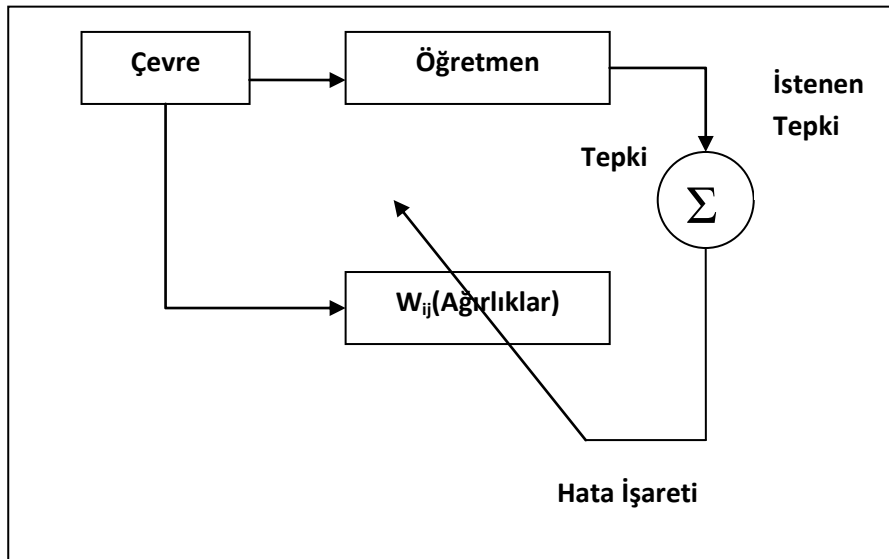 Çevre
Öğretmen
İstenen
Tepki
Tepki
Σ
Wij(Ağırlıklar)
Hata İşareti